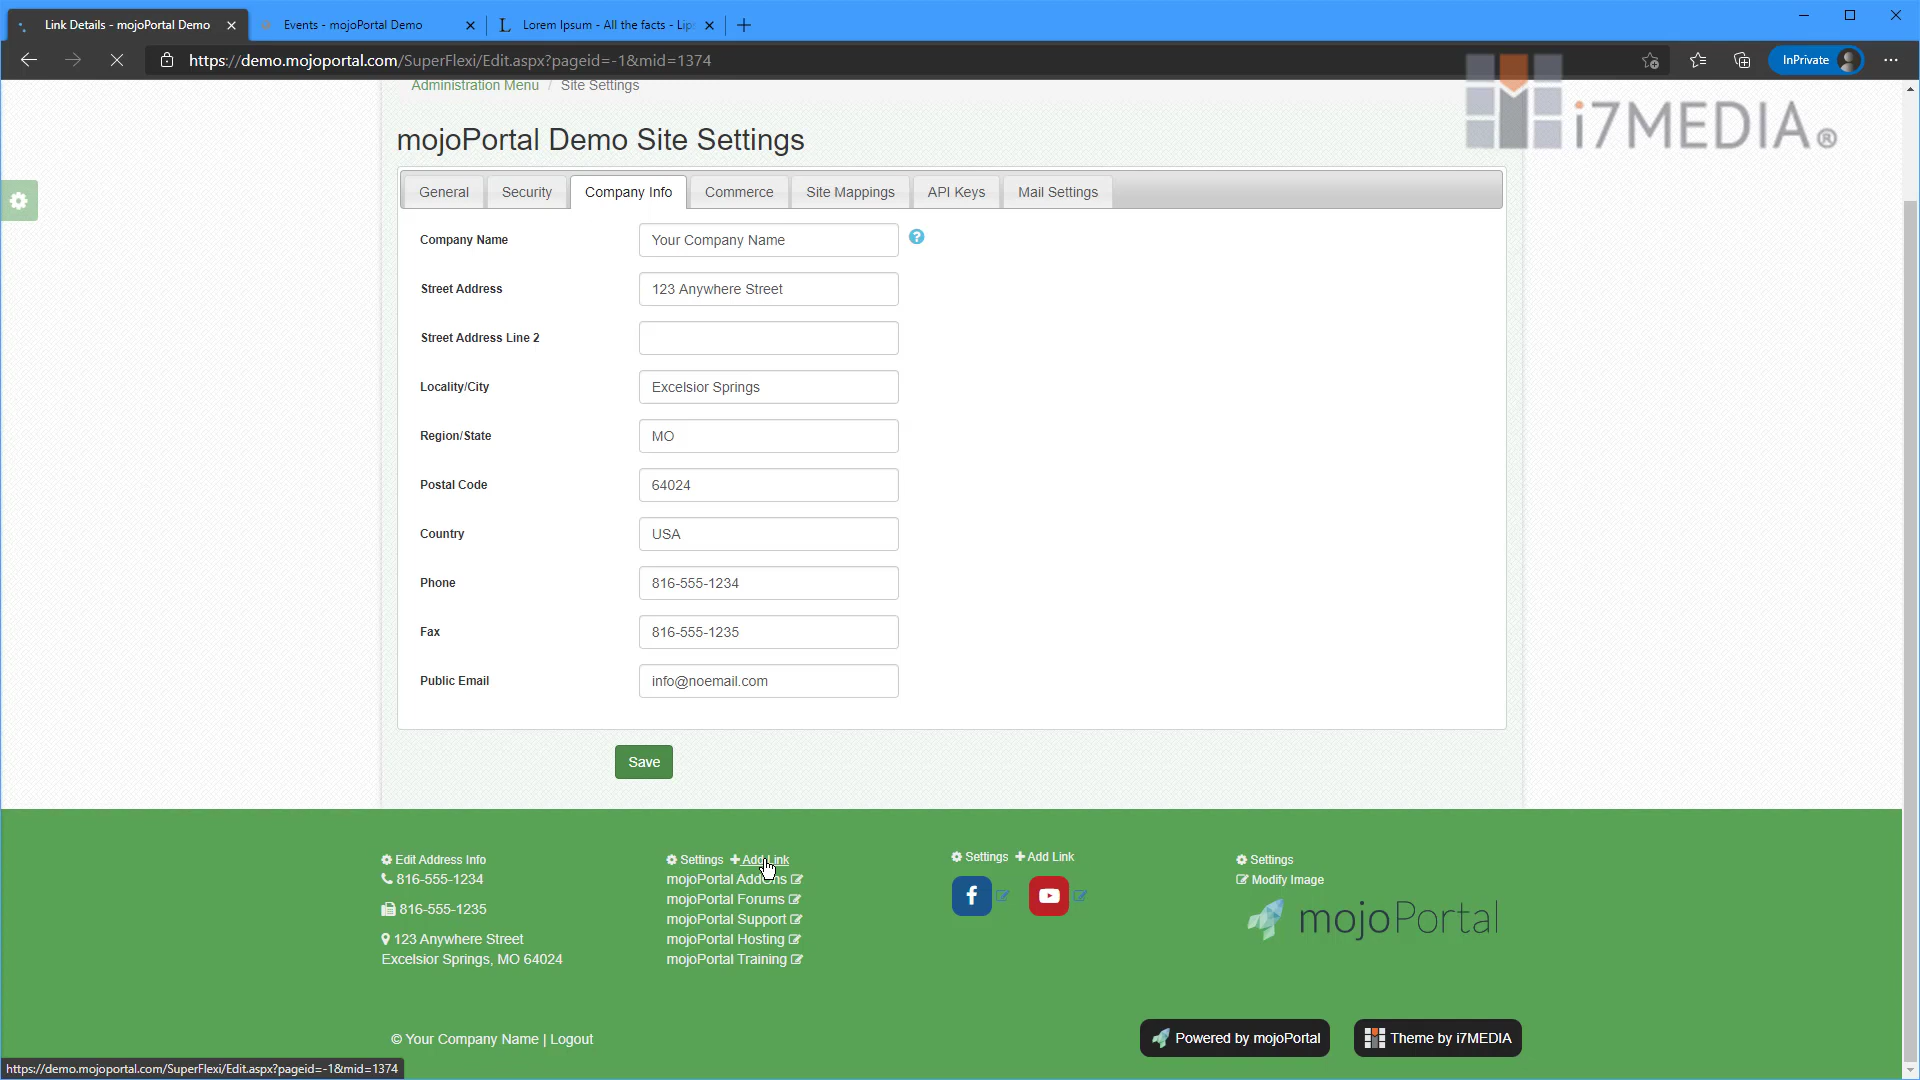 Link Details - mojoPortal Demo
Events - mojoPortal Demo
Lorem Ipsum - All the facts - Lip
https://demo.mojoportal.com/SuperFlexi/Edit.aspx?pageid=-1&mid=1374
InPrivate
Administration Menu / Site Settings
i7MEDIA®
mojoPortal Demo Site Settings
General
Security
Company Info
Commerce
Site Mappings
API Keys
Mail Settings
Company Name
Your Company Name
?
Street Address
123 Anywhere Street
Street Address Line 2
Locality/City
Excelsior Springs
Region/State
MO
Postal Code
64024
Country
USA
Phone
816-555-1234
Fax
816-555-1235
Public Email
info@noemail.com
Save
Edit Address Info
816-555-1234
816-555-1235
123 Anywhere Street
Excelsior Springs, MO 64024
Settings Add Link
mojoPortal AddOns
mojoPortal Forums
mojoPortal Support
mojoPortal Hosting
mojoPortal Training
Settings Add Link
Settings
Modify Image
mojoPortal
© Your Company Name | Logout
Powered by mojoPortal
Theme by i7MEDIA
https://demo.mojoportal.com/SuperFlexi/Edit.aspx?pageid=-1&mid=1374